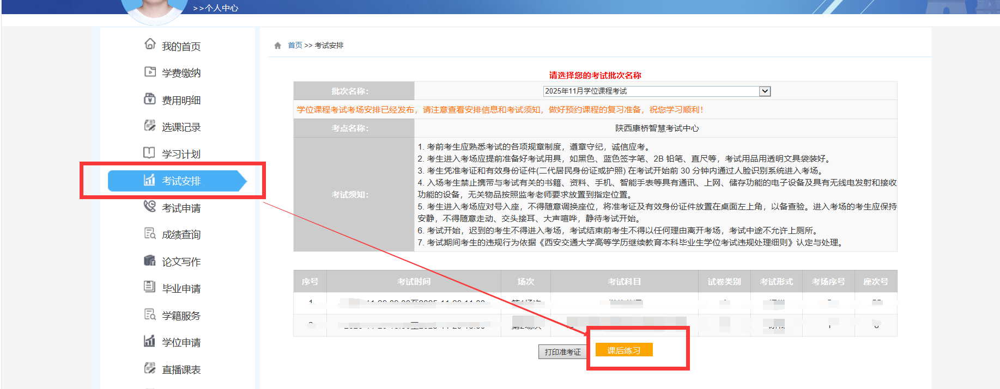 >>个人中心
我的首页
学费缴纳
费用明细
选课记录
学习计划
考试安排
考试申请
成绩查询
论文写作
毕业申请
学籍服务
学位申请
直播课表
首页 >> 考试安排
请选择您的考试批次名称
批次名称： 2025年11月学位课程考试
学位课程考试考场安排已经发布，请注意查看安排信息和考试须知，做好预约课程的复习准备，祝您学习顺利！
考点名称： 陕西康桥智慧考试中心
考试须知：
1. 考前考生应熟悉考试的各项规章制度，遵章守纪，诚信应考。
2. 考生进入考场应提前准备好考试用具，如黑色、蓝色签字笔、2B 铅笔、直尺等，考试用品用透明文具袋装好。
3. 考生凭准考证和有效身份证件(二代居民身份证或护照) 在考试开始前 30 分钟内通过人脸识别系统进入考场。
4. 入场考生禁止携带与考试有关的书籍、资料、手机、智能手表等具有通讯、上网、储存功能的电子设备及具有无线电发射和接收
功能的设备，无关物品按照监考老师要求放置到指定位置。
5. 考生进入考场应对号入座，不得随意调换座位，将准考证及有效身份证件放置在桌面左上角，以备查验。进入考场的考生应保持
安静，不得随意走动、交头接耳、大声喧哗，静待考试开始。
6. 考试开始，迟到的考生不得进入考场，考试结束前考生不得以任何理由离开考场，考试中途不允许上厕所。
7. 考试期间考生的违规行为依据《西安交通大学高等学历继续教育本科毕业生学位考试违规处理细则》认定与处理。
序号 考试时间 场次 考试科目 试卷类别 考试形式 考场序号 座次号
打印准考证 课后练习